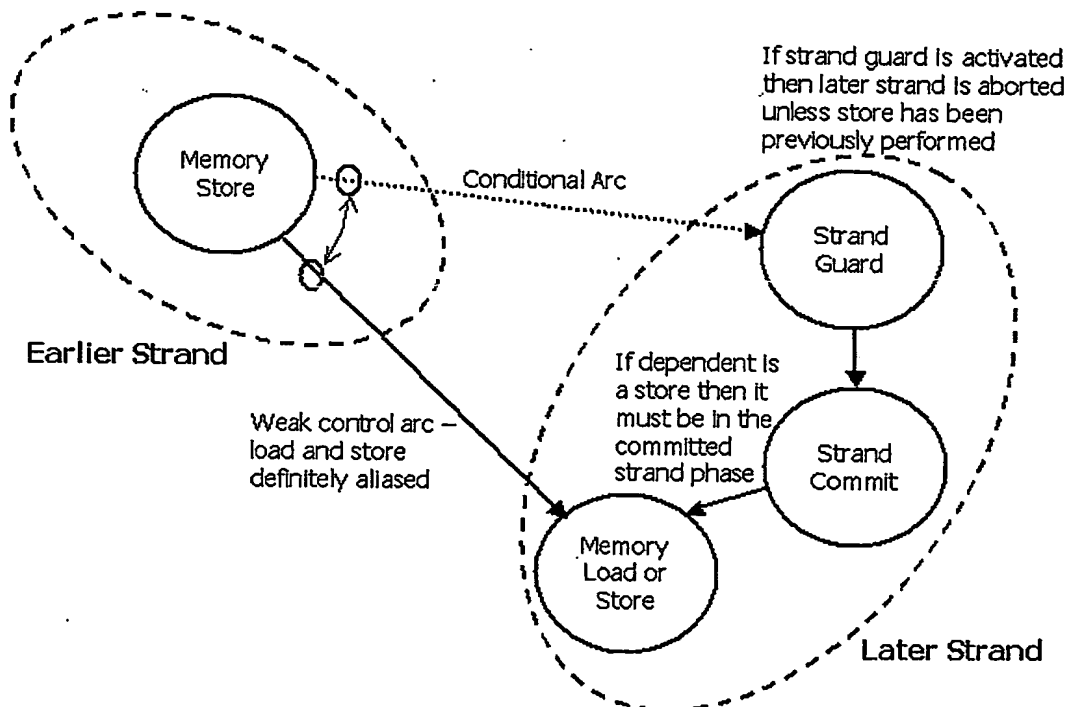 If strand guard is activated
then later strand is aborted
unless store has been
previously performed
Memory
Store
Conditional Arc
Strand
Guard
Earlier Strand
If dependent is
a store then it
must be in the
committed
strand phase
Weak control arc –
load and store
definitely aliased
Strand
Commit
Memory
Load or
Store
Later Strand